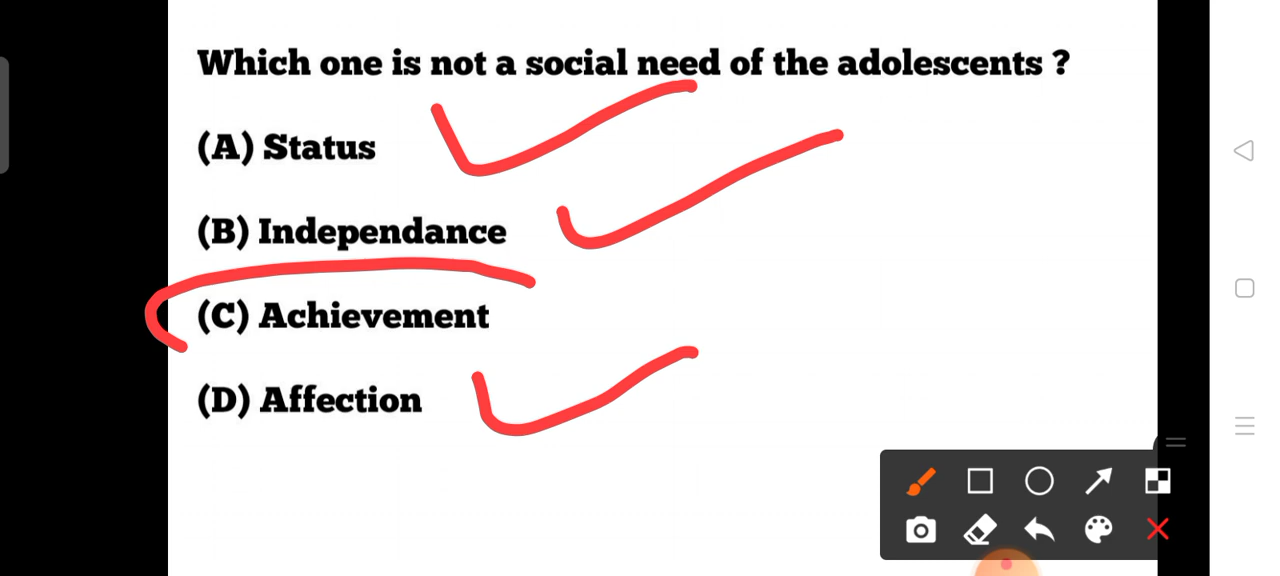 Which one is not a social need of the adolescents ?
(A) Status
(B) Independance
(C) Achievement
(D) Affection